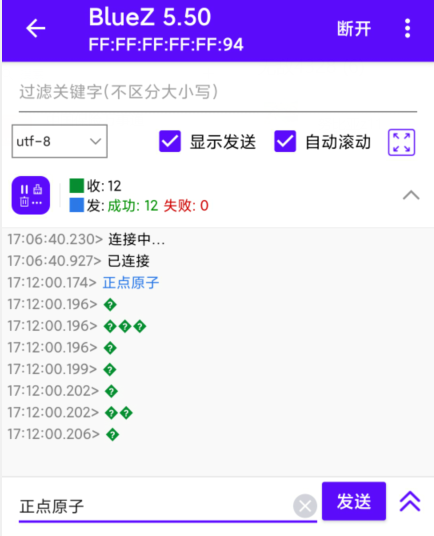 BlueZ 5.50
FF:FF:FF:FF:FF:94
断开
过滤关键字(不区分大小写)
utf-8
显示发送
自动滚动
收: 12
发: 成功: 12 失败: 0
17:06:40.230> 连接中...
17:06:40.927> 已连接
17:12:00.174> 正点原子
17:12:00.196> �
17:12:00.196> ���
17:12:00.196> �
17:12:00.199> �
17:12:00.202> �
17:12:00.202> ��
17:12:00.206> �
正点原子
发送